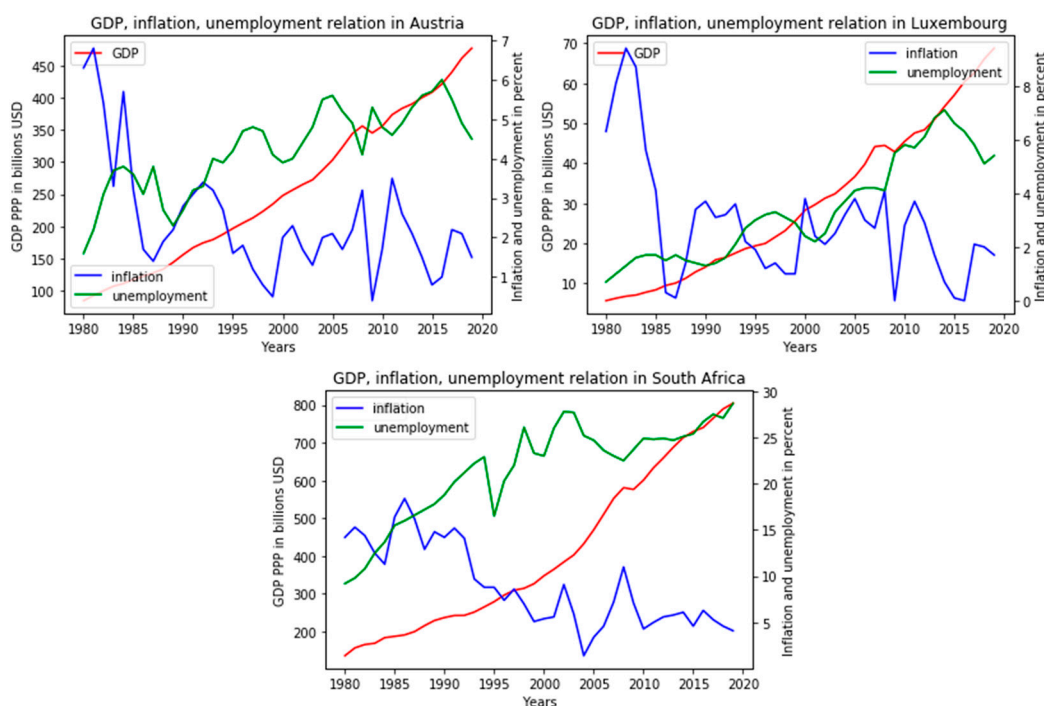 GDP, inflation, unemployment relation in Austria
GDP
inflation
unemployment
GDP PPP in billions USD
450
400
350
300
250
200
150
100
7
6
5
4
3
2
1
Inflation and unemployment in percent
1980 1985 1990 1995 2000 2005 2010 2015 2020
Years
GDP, inflation, unemployment relation in Luxembourg
GDP
inflation
unemployment
GDP PPP in billions USD
70
60
50
40
30
20
10
8
6
4
2
0
Inflation and unemployment in percent
1980 1985 1990 1995 2000 2005 2010 2015 2020
Years
GDP, inflation, unemployment relation in South Africa
inflation
unemployment
GDP PPP in billions USD
800
700
600
500
400
300
200
30
25
20
15
10
5
Inflation and unemployment in percent
1980 1985 1990 1995 2000 2005 2010 2015 2020
Years